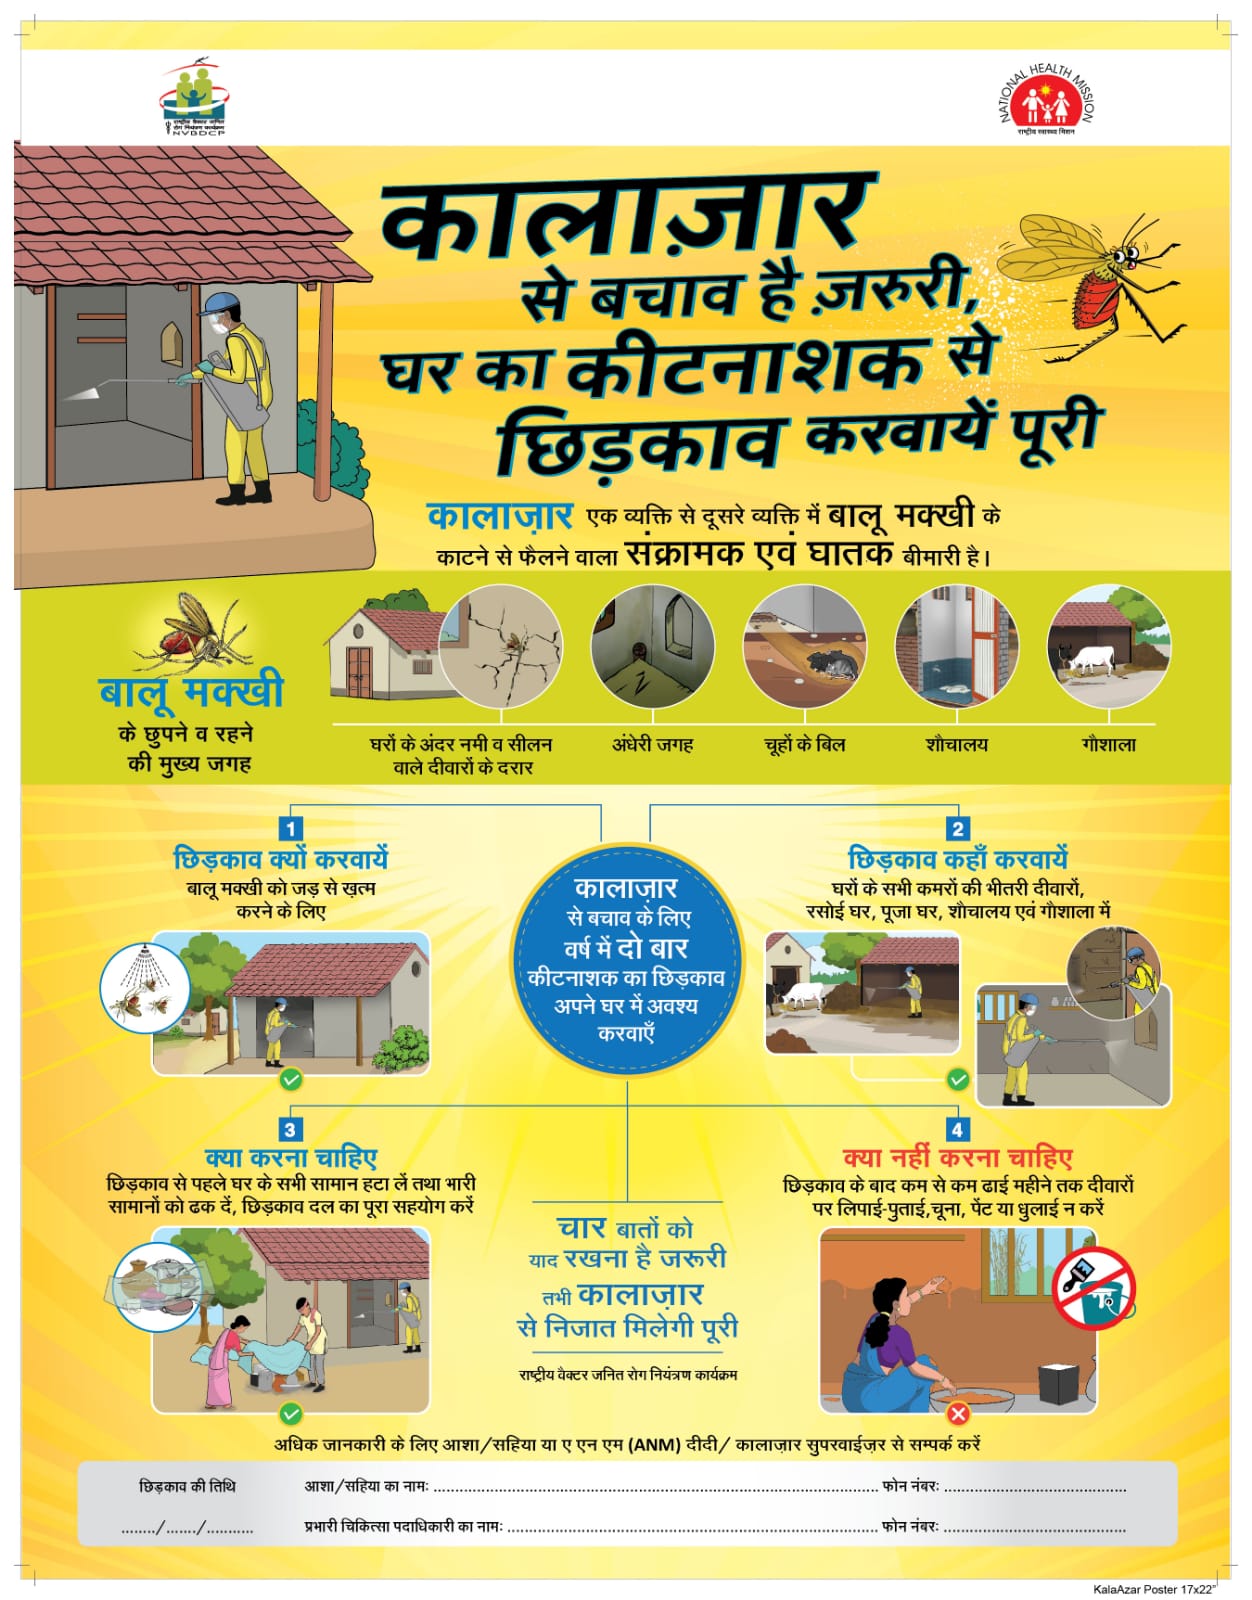 राष्ट्रीय वैक्टर जनित
रोग नियंत्रण कार्यक्रम
NVBDCP
NATIONAL HEALTH MISSION
राष्ट्रीय स्वास्थ्य मिशन
कालाज़ार
से बचाव है ज़रुरी,
घर का कीटनाशक से
छिड़काव करवायें पूरी
कालाज़ार एक व्यक्ति से दूसरे व्यक्ति में बालू मक्खी के
काटने से फैलने वाला संक्रामक एवं घातक बीमारी है।
बालू मक्खी
के छुपने व रहने
की मुख्य जगह
घरों के अंदर नमी व सीलन
वाले दीवारों के दरार
अंधेरी जगह
चूहों के बिल
शौचालय
गौशाला
1
छिड़काव क्यों करवायें
बालू मक्खी को जड़ से ख़त्म
करने के लिए
कालाज़ार
से बचाव के लिए
वर्ष में दो बार
कीटनाशक का छिड़काव
अपने घर में अवश्य
करवाएँ
2
छिड़काव कहाँ करवायें
घरों के सभी कमरों की भीतरी दीवारों,
रसोई घर, पूजा घर, शौचालय एवं गौशाला में
3
क्या करना चाहिए
छिड़काव से पहले घर के सभी सामान हटा लें तथा भारी
सामानों को ढक दें, छिड़काव दल का पूरा सहयोग करें
4
क्या नहीं करना चाहिए
छिड़काव के बाद कम से कम ढाई महीने तक दीवारों
पर लिपाई-पुताई,चूना, पेंट या धुलाई न करें
चार बातों को
याद रखना है जरूरी
तभी कालाज़ार
से निजात मिलेगी पूरी
राष्ट्रीय वैक्टर जनित रोग नियंत्रण कार्यक्रम
अधिक जानकारी के लिए आशा/सहिया या ए एन एम (ANM) दीदी/ कालाज़ार सुपरवाईज़र से सम्पर्क करें
छिड़काव की तिथि
......../......./...........
आशा/सहिया का नाम: .......................................................................................... फोन नंबर: .....................................
प्रभारी चिकित्सा पदाधिकारी का नाम: ........................................................................... फोन नंबर: .....................................
KalaAzar Poster 17x22"